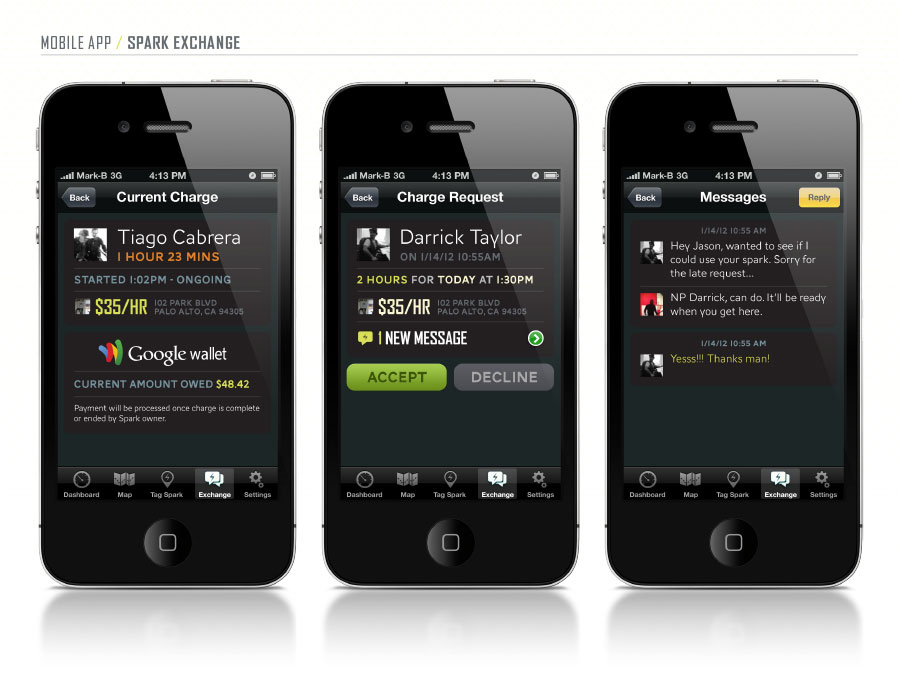 MOBILE APP / SPARK EXCHANGE
Mark-B 3G 4:13 PM
Back Current Charge
Tiago Cabrera
1 HOUR 23 MINS
STARTED 1:02PM - ONGOING
$35/HR 102 PARK BLVD
PALO ALTO, CA 94305
Google wallet
CURRENT AMOUNT OWED $48.42
Payment will be processed once charge is complete
or ended by Spark owner.
Dashboard Map Tag Spark Exchange Settings
Mark-B 3G 4:13 PM
Back Charge Request
Darrick Taylor
ON 1/14/12 10:55AM
2 HOURS FOR TODAY AT 1:30PM
$35/HR 102 PARK BLVD
PALO ALTO, CA 94305
1 NEW MESSAGE
ACCEPT DECLINE
Dashboard Map Tag Spark Exchange Settings
Mark-B 3G 4:13 PM
Back Messages Reply
1/14/12 10:55 AM
Hey Jason, wanted to see if I
could use your spark. Sorry for
the late request...
NP Darrick, can do. It'll be ready
when you get here.
1/14/12 10:55 AM
Yesss!!! Thanks man!
Dashboard Map Tag Spark Exchange Settings